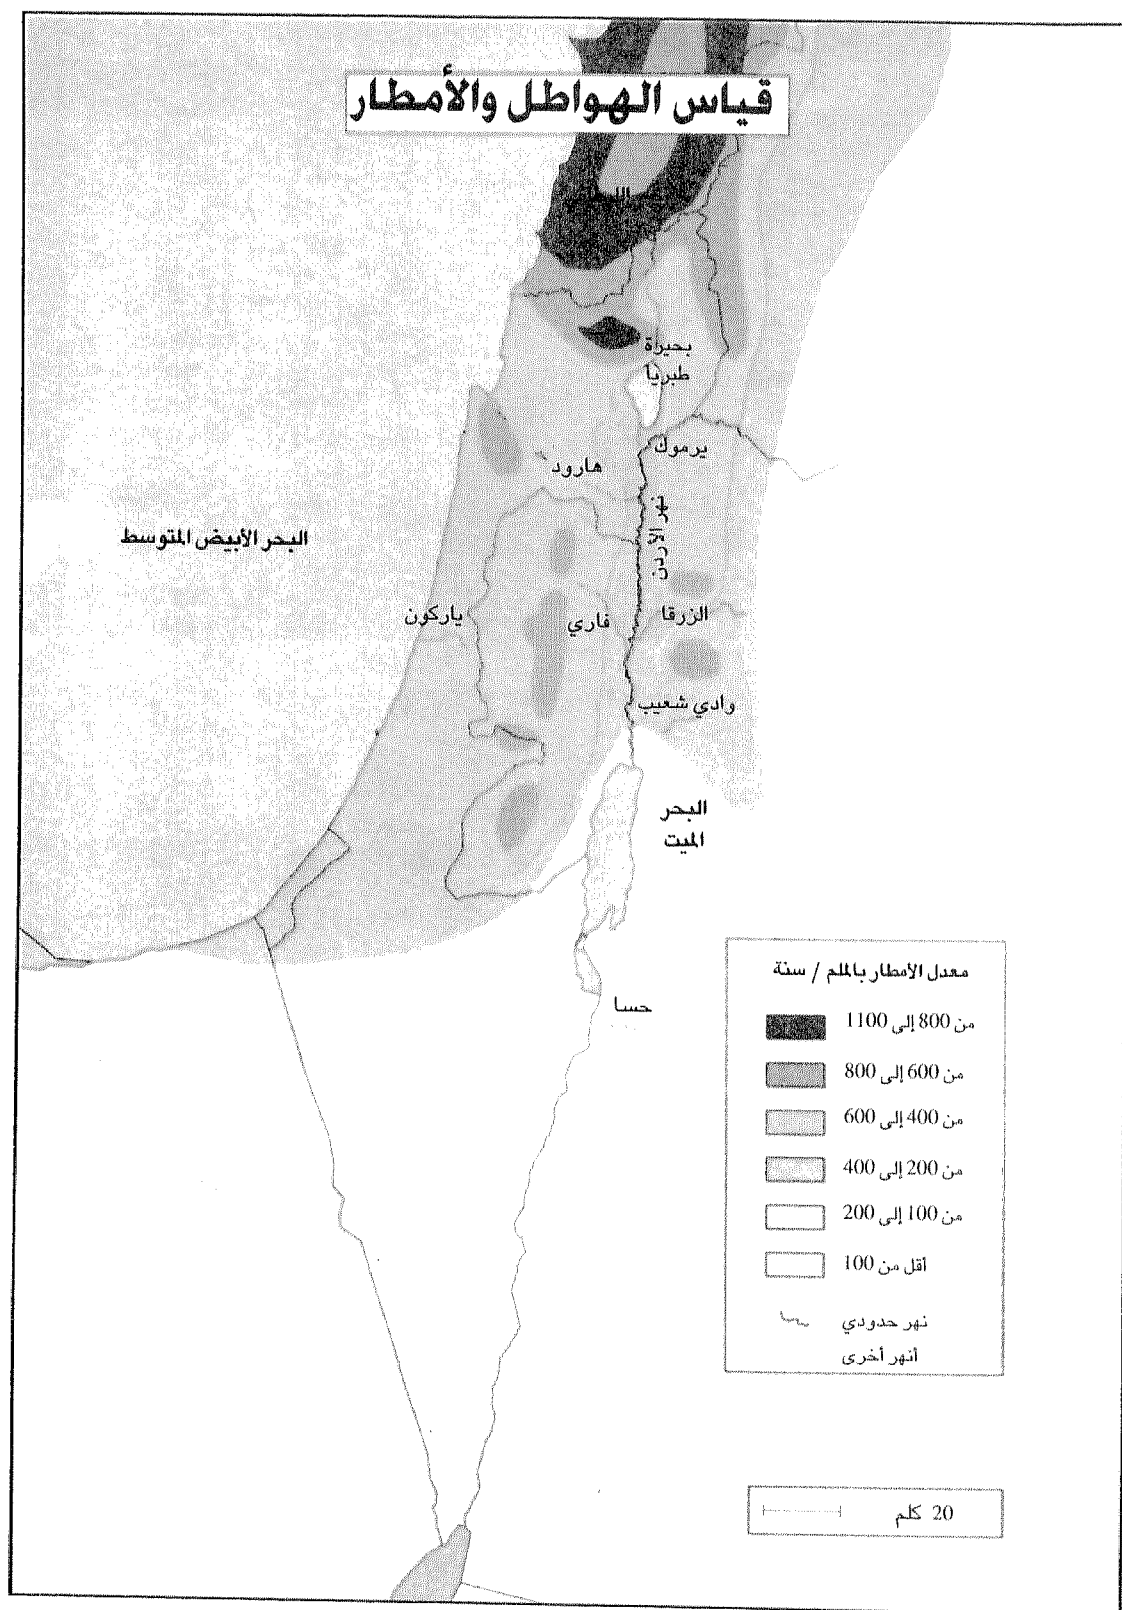 قياس الهواطل والأمطار
بحيرة
طبريا
يرموك
هارود
نهر الأردن
البحر الأبيض المتوسط
ياركون
فاري
الزرقا
وادي شعيب
البحر
الميت
حسا
معدل الأمطار بالملم / سنة
من 800 إلى 1100
من 600 إلى 800
من 400 إلى 600
من 200 إلى 400
من 100 إلى 200
أقل من 100
نهر حدودي
أنهر أخرى
20 كلم